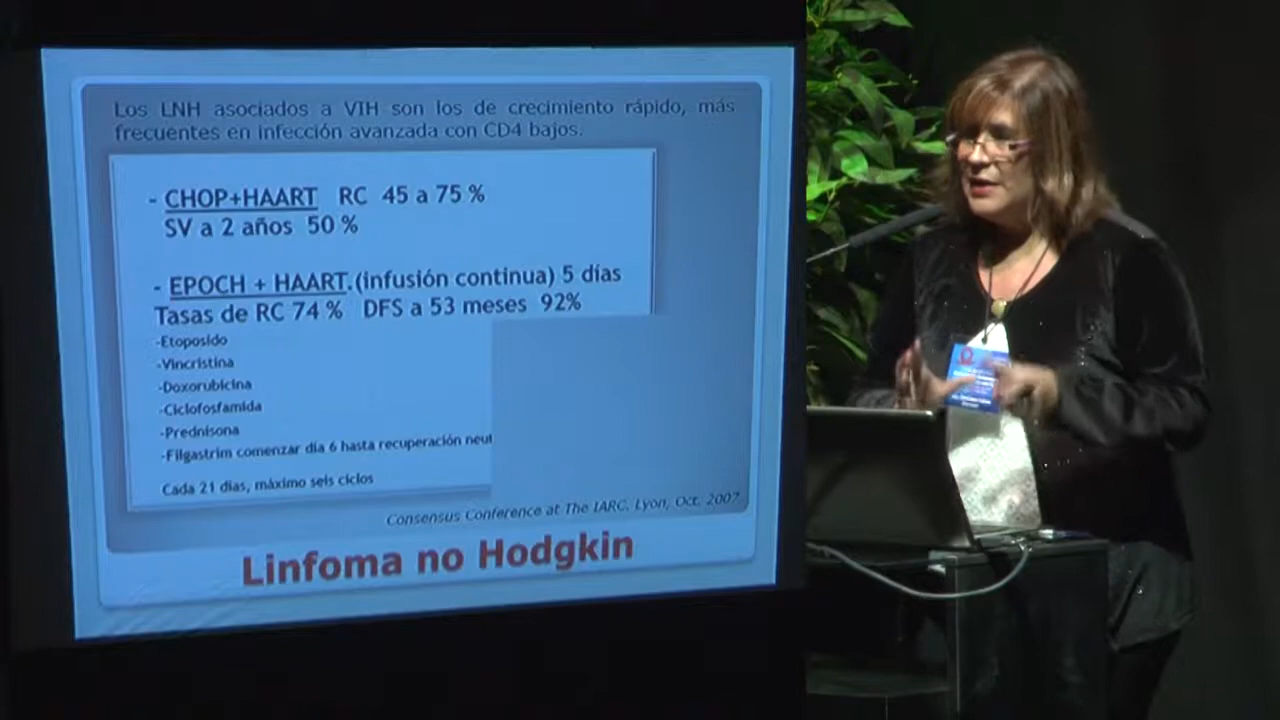 Los LNH asociados a VIH son los de crecimiento rápido, más
frecuentes en infección avanzada con CD4 bajos.
- CHOP+HAART RC 45 a 75 %
SV a 2 años 50 %
- EPOCH + HAART.(infusión continua) 5 días
Tasas de RC 74 % DFS a 53 meses 92%
-Etoposido
-Vincristina
-Doxorubicina
-Ciclofosfamida
-Prednisona
-Filgastrim comenzar día 6 hasta recuperación neut
Cada 21 días, máximo seis ciclos
Consensus Conference at The IARC. Lyon, Oct. 2007
Linfoma no Hodgkin